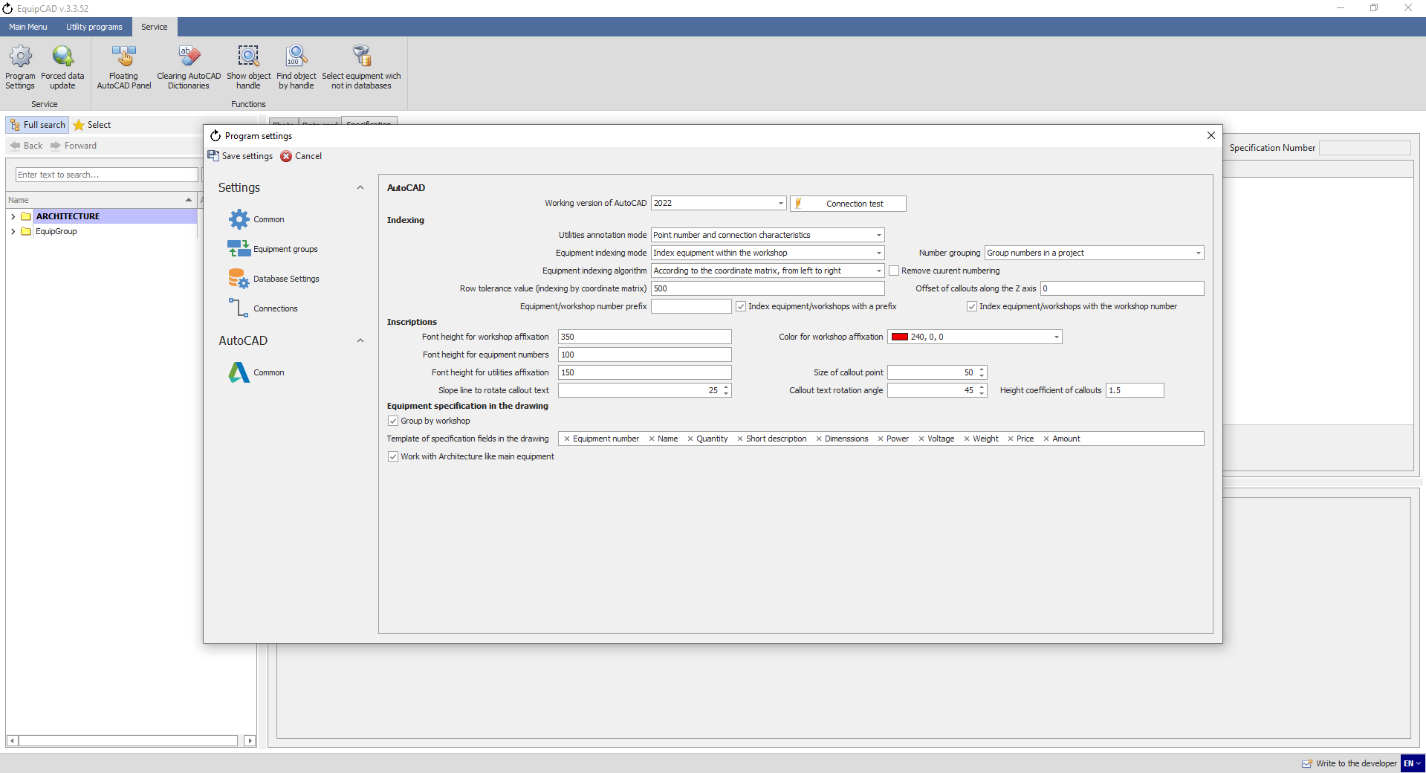 EquipCAD v.3.3.52
Main Menu Utility programs Service
Program Settings
Forced data update
Floating AutoCAD Panel
Clearing AutoCAD Dictionaries
Show object handle
Find object by handle
Select equipment wich not in databases
Service Functions
Full search Select
Back Forward
Enter text to search...
Name
ARCHITECTURE
EquipGroup
Specification Number
Program settings
Save settings Cancel
Settings
Common
Equipment groups
Database Settings
Connections
AutoCAD
Common
AutoCAD
Working version of AutoCAD 2022 Connection test
Indexing
Utilities annotation mode Point number and connection characteristics
Equipment indexing mode Index equipment within the workshop Number grouping Group numbers in a project
Equipment indexing algorithm According to the coordinate matrix, from left to right Remove cuurent numbering
Row tolerance value (indexing by coordinate matrix) 500 Offset of callouts along the Z axis 0
Equipment/workshop number prefix Index equipment/workshops with a prefix Index equipment/workshops with the workshop number
Inscriptions
Font height for workshop affixation 350 Color for workshop affixation 240, 0, 0
Font height for equipment numbers 100
Font height for utilities affixation 150 Size of callout point 50
Slope line to rotate callout text 25 Callout text rotation angle 45 Height coefficient of callouts 1.5
Equipment specification in the drawing
Group by workshop
Template of specification fields in the drawing × Equipment number × Name × Quantity × Short description × Dimenssions × Power × Voltage × Weight × Price × Amount
Work with Architecture like main equipment
Write to the developer EN